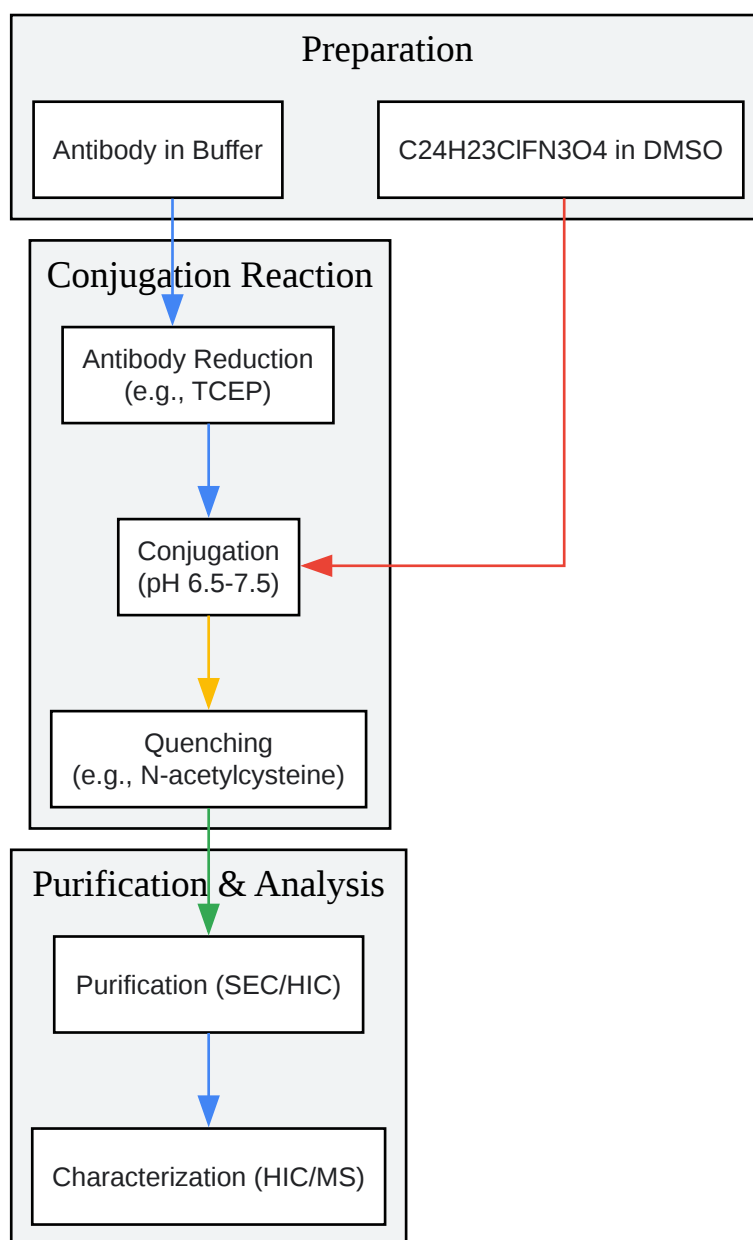 Preparation
Antibody in Buffer
C24H23ClFN3O4 in DMSO
Conjugation Reaction
Antibody Reduction
(e.g., TCEP)
Conjugation
(pH 6.5-7.5)
Quenching
(e.g., N-acetylcysteine)
Purification & Analysis
Purification (SEC/HIC)
Characterization (HIC/MS)